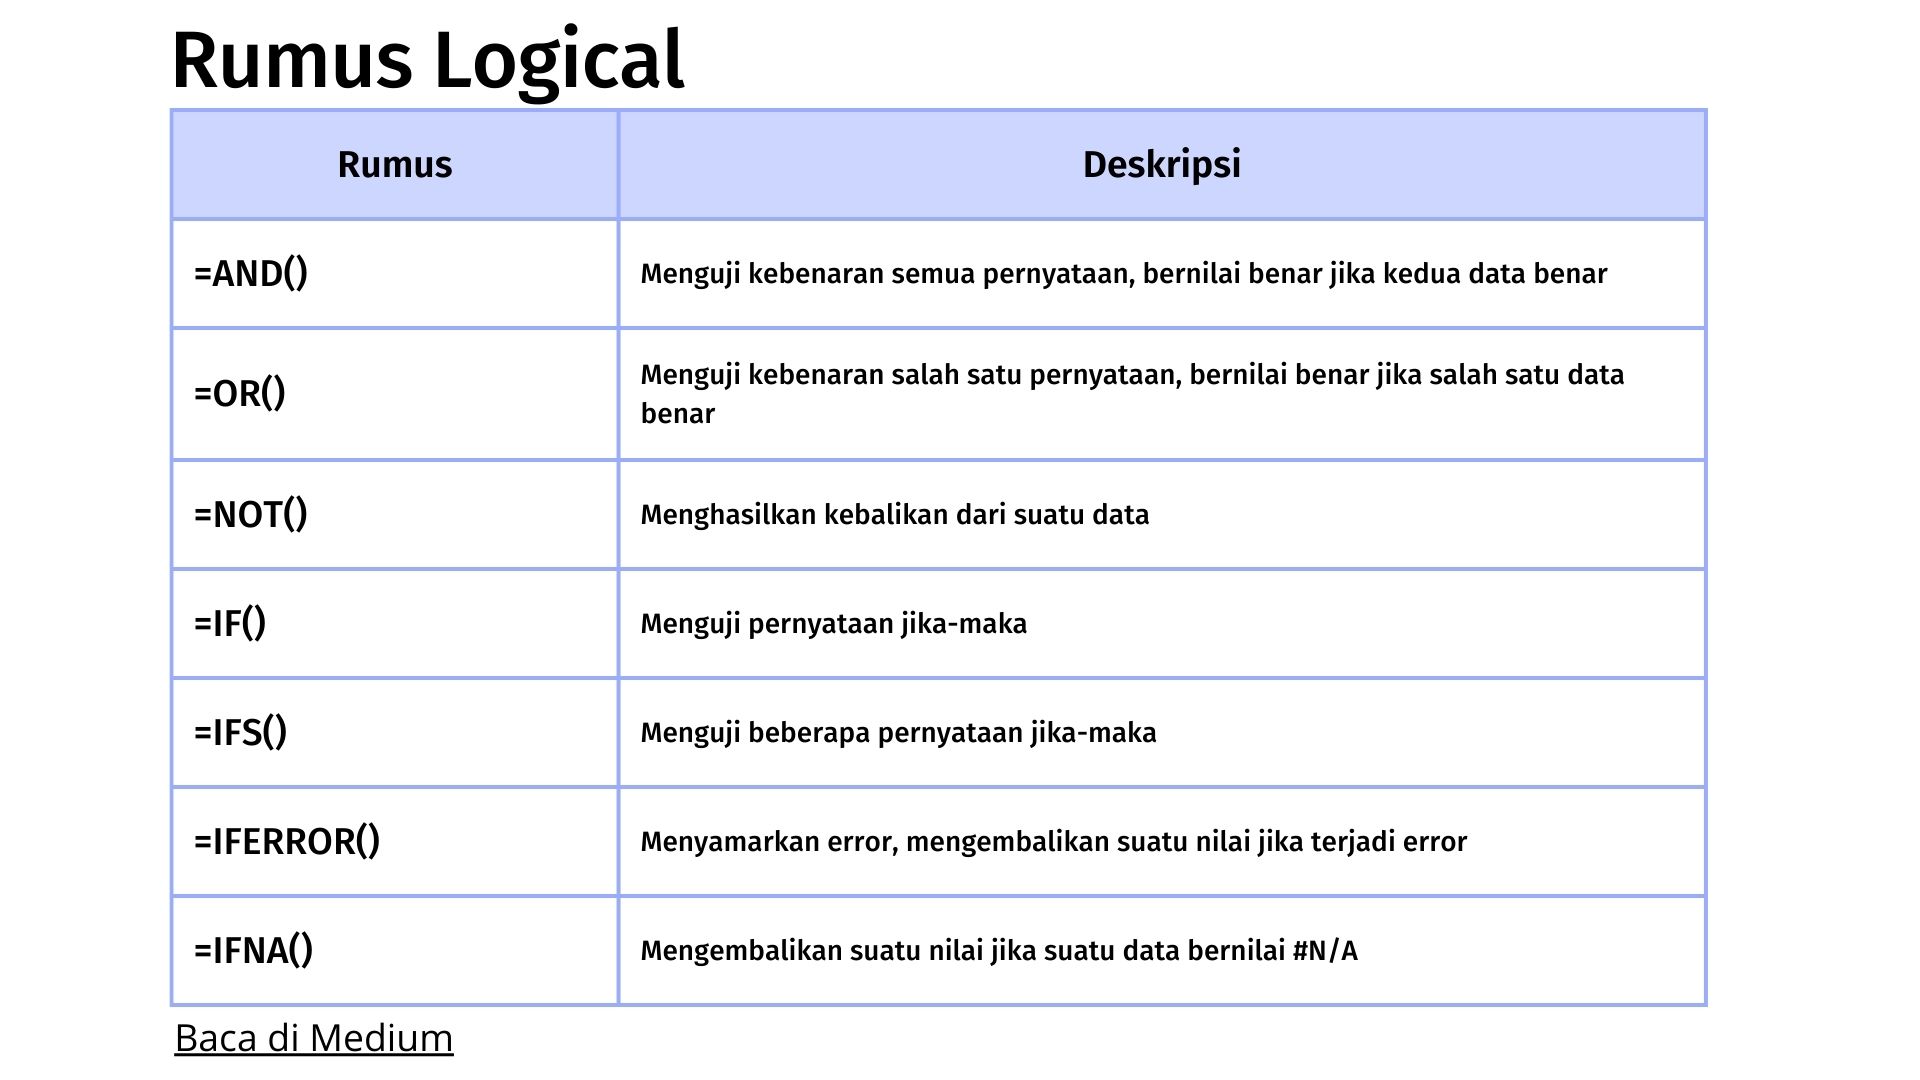 Rumus Logical
Rumus
Deskripsi
=AND()
Menguji kebenaran semua pernyataan, bernilai benar jika kedua data benar
=OR()
Menguji kebenaran salah satu pernyataan, bernilai benar jika salah satu data
benar
=NOT()
Menghasilkan kebalikan dari suatu data
=IF()
Menguji pernyataan jika-maka
=IFS()
Menguji beberapa pernyataan jika-maka
=IFERROR()
Menyamarkan error, mengembalikan suatu nilai jika terjadi error
=IFNA()
Mengembalikan suatu nilai jika suatu data bernilai #N/A
Baca di Medium